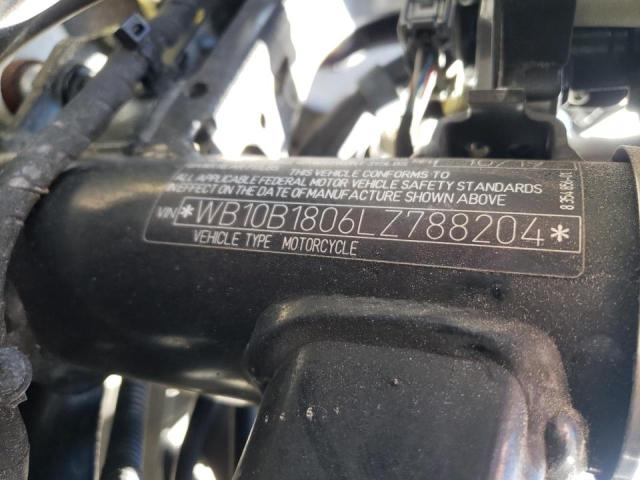 THIS VEHICLE CONFORMS TO
ALL APPLICABLE FEDERAL MOTOR VEHICLE SAFETY STANDARDS
IN EFFECT ON THE DATE OF MANUFACTURE SHOWN ABOVE
VIN *WB10B1806LZ788204*
VEHICLE TYPE MOTORCYCLE